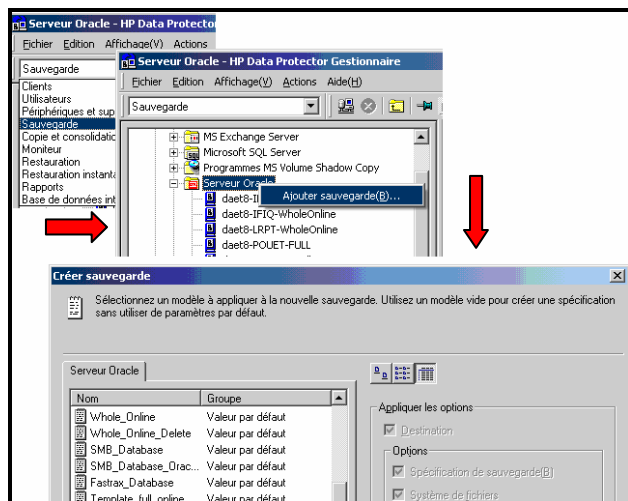 Serveur Oracle - HP Data Protecto
Fichier Edition Affichage(V) Actions
Sauvegarde
Clients
Utilisateurs
Périphériques et sup
Sauvegarde
Copie et consolidatio
Moniteur
Restauration
Restauration instanta
Rapports
Base de données int
Serveur Oracle - HP Data Protector Gestionnaire
Fichier Edition Affichage(V) Actions Aide(H)
Sauvegarde
MS Exchange Server
Microsoft SQL Server
Programmes MS Volume Shadow Copy
Serveur Oracle
Ajouter sauvegarde(B)...
daet8-IF
daet8-IFIQ-WholeOnline
daet8-LRPT-WholeOnline
daet8-POUET-FULL
Créer sauvegarde
Sélectionnez un modèle à appliquer à la nouvelle sauvegarde. Utilisez un modèle vide pour créer une spécification
sans utiliser de paramètres par défaut.
Serveur Oracle
Nom Groupe
Whole_Online Valeur par défaut
Whole_Online_Delete Valeur par défaut
SMB_Database Valeur par défaut
SMB_Database_Orac... Valeur par défaut
Fastrax_Database Valeur par défaut
Template_full_online Valeur par défaut
Appliquer les options
Destination
Options
Spécification de sauvegarde(B)
Système de fichiers